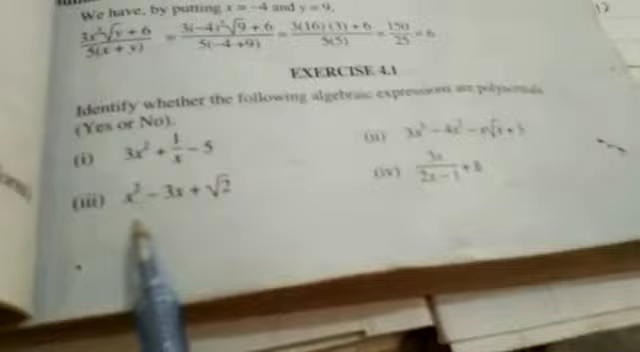 We have, by putting x = −4 and y = 9,
3x²√y + 6 / 5(x + y) = 3(−4)²√9 + 6 / 5(−4+9) = 3(16)(3) + 6 / 5(5) = 150 / 25 = 6
EXERCISE 4.1
Identify whether the following algebraic expressions are polynomials
(Yes or No).
(i) 3x² + 1/x − 5
(ii) 3x³ − 4x² − x√x + 3
(iii) x² − 3x + √2
(iv) 3x / 2x − 1 + 8